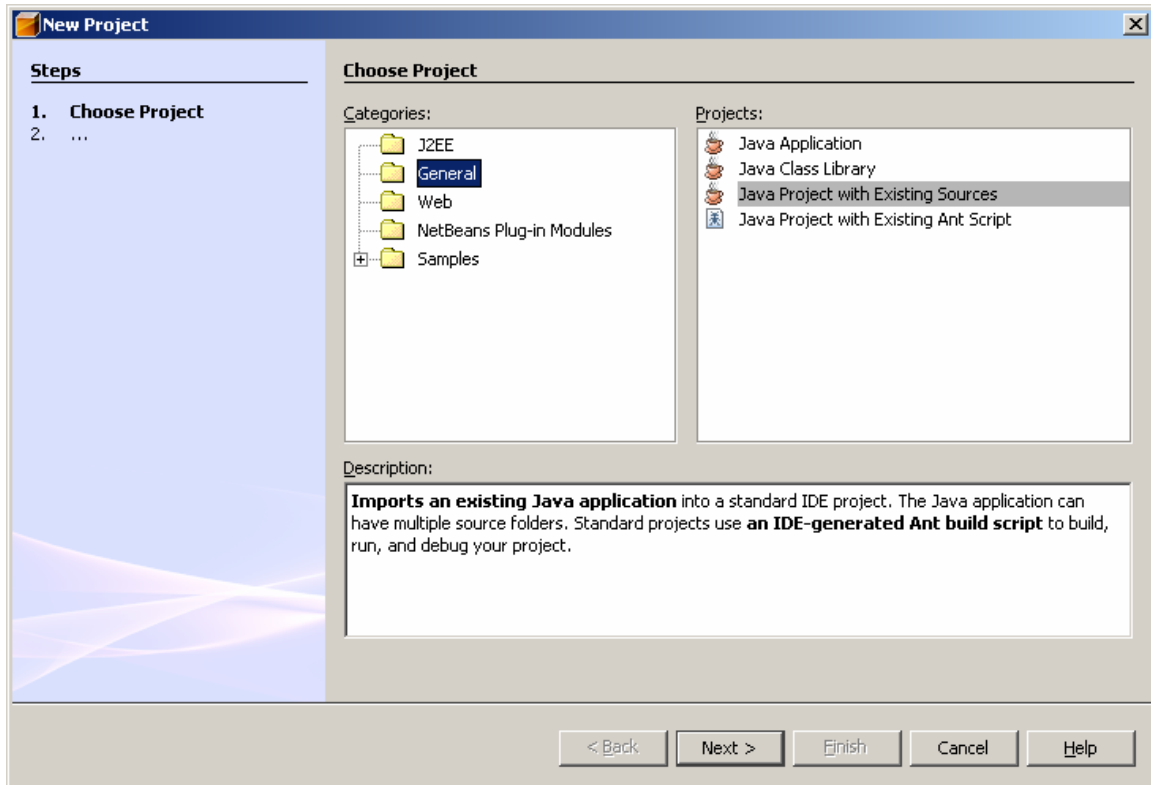 New Project
Steps
1. Choose Project
2. ...
Choose Project
Categories:
J2EE
General
Web
NetBeans Plug-in Modules
Samples
Projects:
Java Application
Java Class Library
Java Project with Existing Sources
Java Project with Existing Ant Script
Description:
Imports an existing Java application into a standard IDE project. The Java application can
have multiple source folders. Standard projects use an IDE-generated Ant build script to build,
run, and debug your project.
< Back Next > Finish Cancel Help